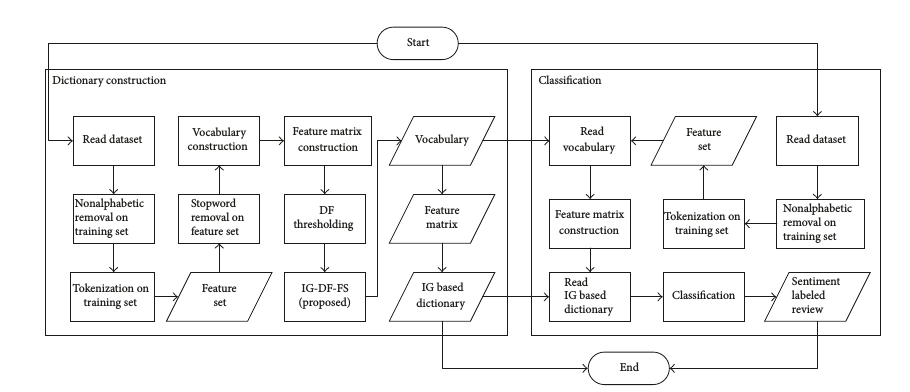 Start
Dictionary construction
Classification
Read dataset
Vocabulary
construction
Feature matrix
construction
Vocabulary
Read
vocabulary
Feature
set
Read dataset
Nonalphabetic
removal on
training set
Stopword
removal on
feature set
DF
thresholding
Feature
matrix
Feature matrix
construction
Tokenization on
training set
Nonalphabetic
removal on
training set
Tokenization on
training set
Feature
set
IG-DF-FS
(proposed)
IG based
dictionary
Read
IG based
dictionary
Classification
Sentiment
labeled
review
End